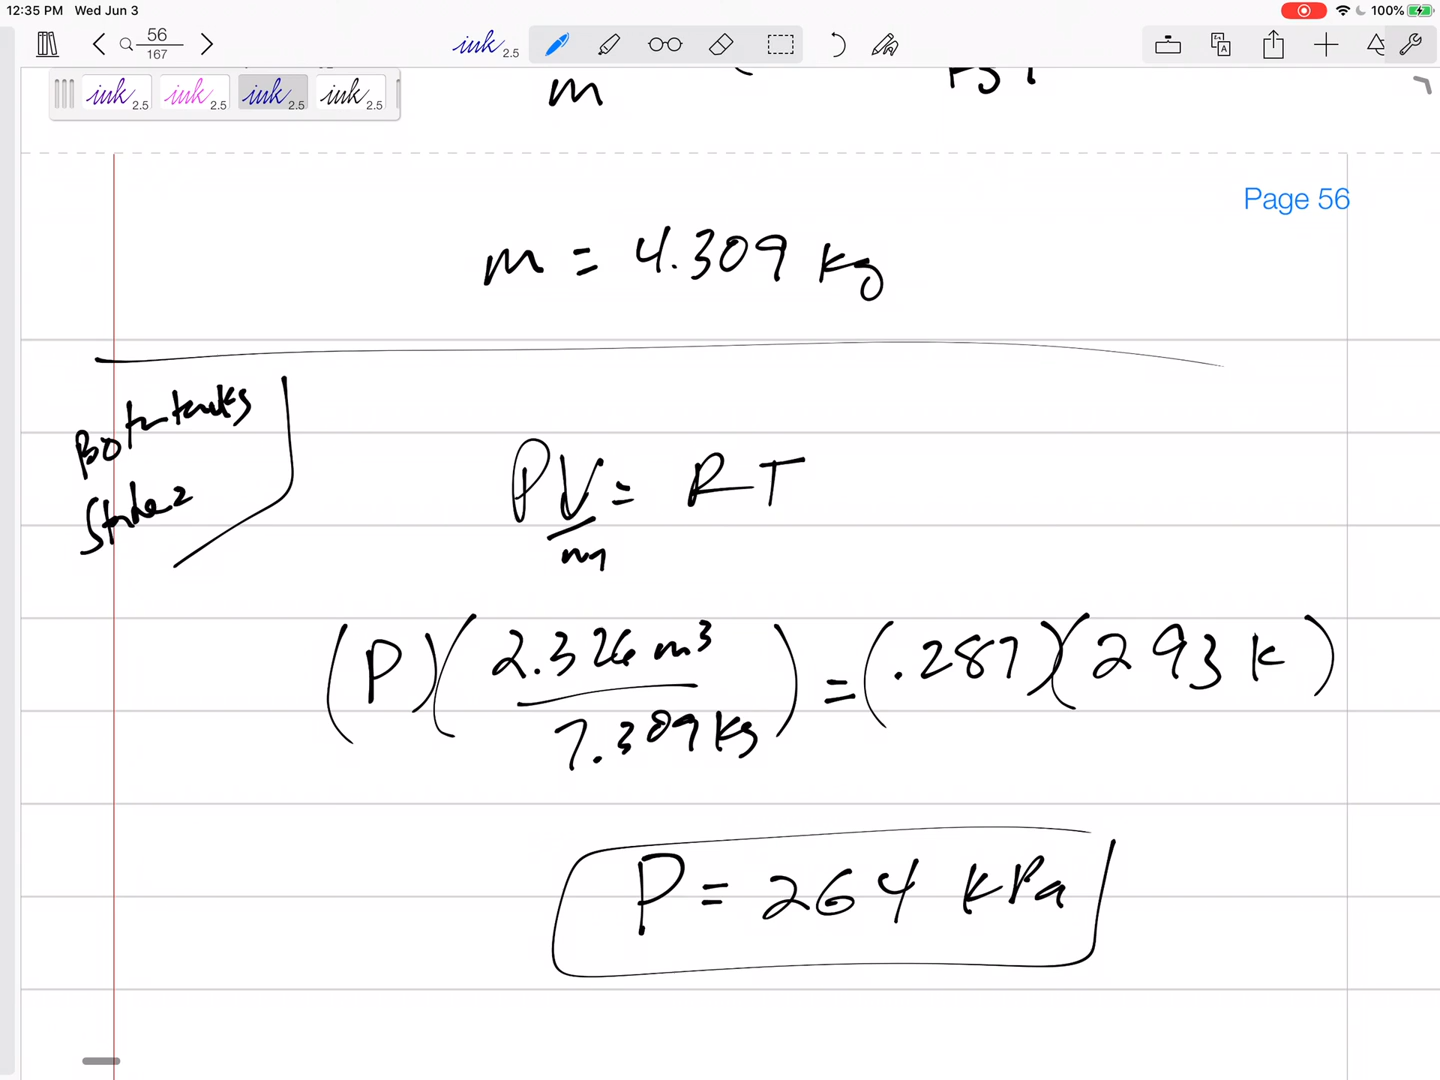 12:35 PM Wed Jun 3
100%
56
167
ink 2.5
ink 2.5 ink 2.5 ink 2.5 ink 2.5
m
Page 56
m = 4.309 kg
Both tanks
State 2
PV/m = RT
(P)(2.326 m³ / 7.309 kg) = (.287)(293 K)
P = 264 kPa